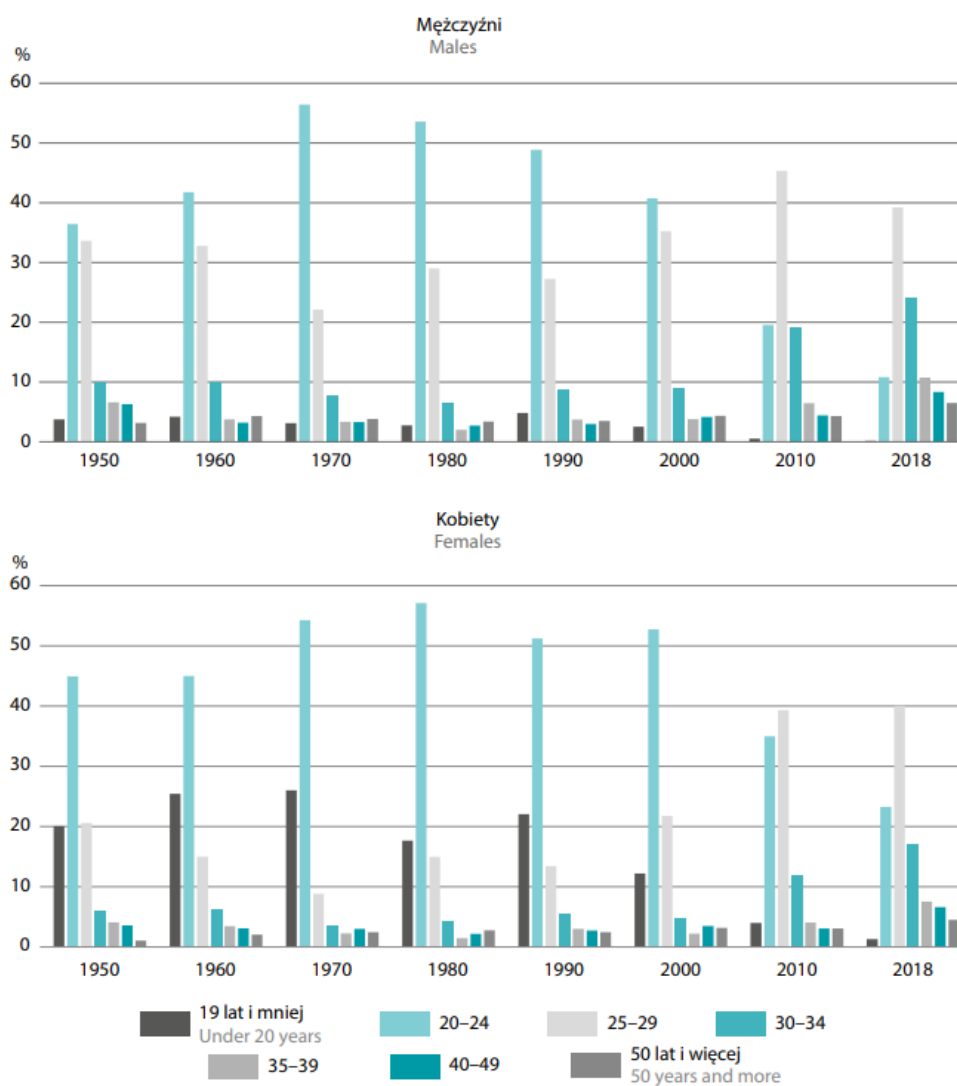 Mężczyźni
Males
%
60
50
40
30
20
10
0
1950 1960 1970 1980 1990 2000 2010 2018
Kobiety
Females
%
60
50
40
30
20
10
0
1950 1960 1970 1980 1990 2000 2010 2018
19 lat i mniej
Under 20 years
20–24
25–29
30–34
35–39
40–49
50 lat i więcej
50 years and more